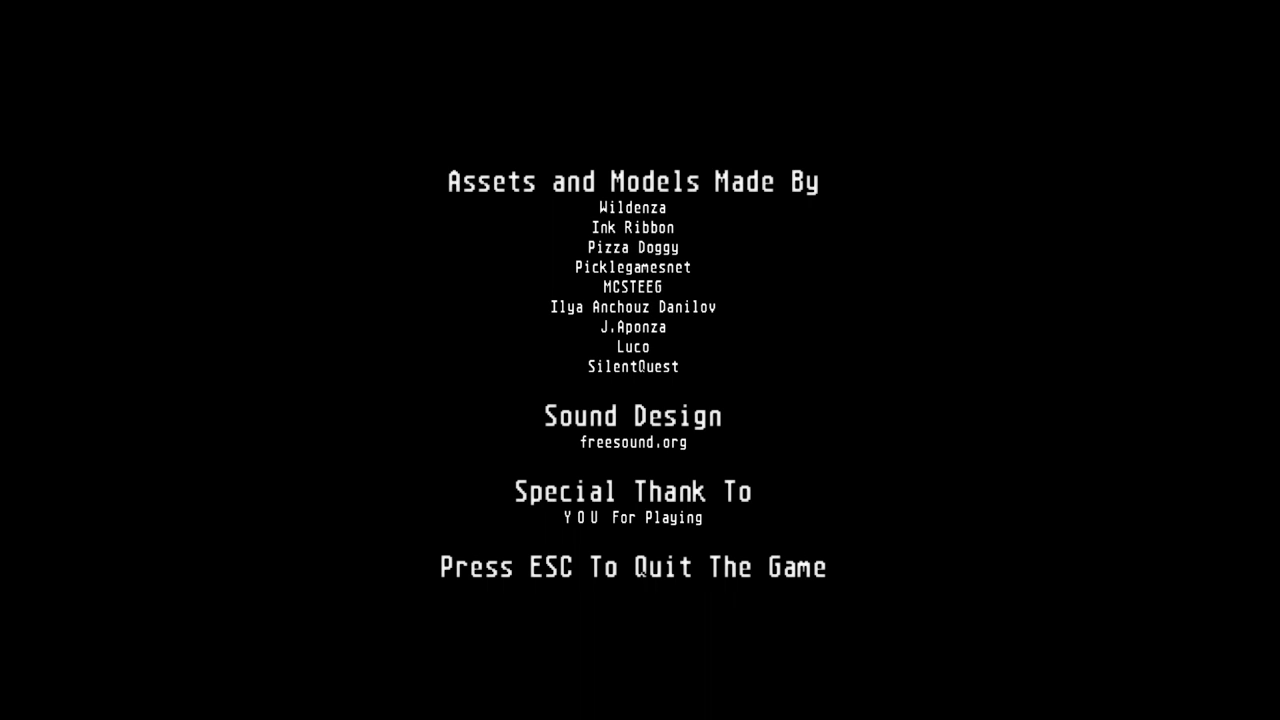 Assets and Models Made By
Wildenza
Ink Ribbon
Pizza Doggy
Picklegamesnet
MCSTEEG
Ilya Anchouz Danilov
J.Aponza
Luco
SilentQuest
Sound Design
freesound.org
Special Thank To
Y O U For Playing
Press ESC To Quit The Game